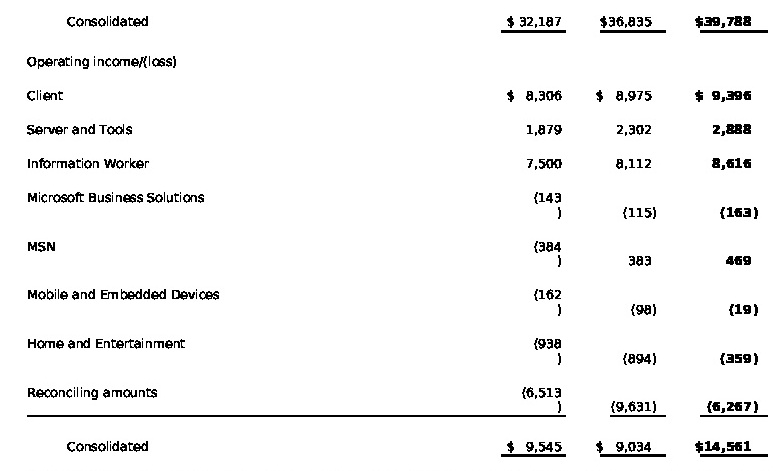 Consolidated $ 32,187 $36,835 $39,788
Operating income/(loss)
Client $ 8,306 $ 8,975 $ 9,396
Server and Tools 1,879 2,302 2,888
Information Worker 7,500 8,112 8,616
Microsoft Business Solutions (143
) (115) (163)
MSN (384
) 383 469
Mobile and Embedded Devices (162
) (98) (19)
Home and Entertainment (938
) (894) (359)
Reconciling amounts (6,513
) (9,631) (6,267)
Consolidated $ 9,545 $ 9,034 $14,561